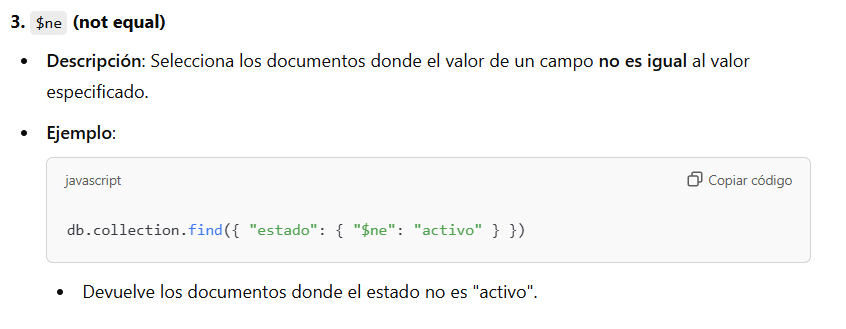 3. $ne (not equal)
• Descripción: Selecciona los documentos donde el valor de un campo no es igual al valor
especificado.
• Ejemplo:
javascript Copiar código
db.collection.find({ "estado": { "$ne": "activo" } })
• Devuelve los documentos donde el estado no es "activo".